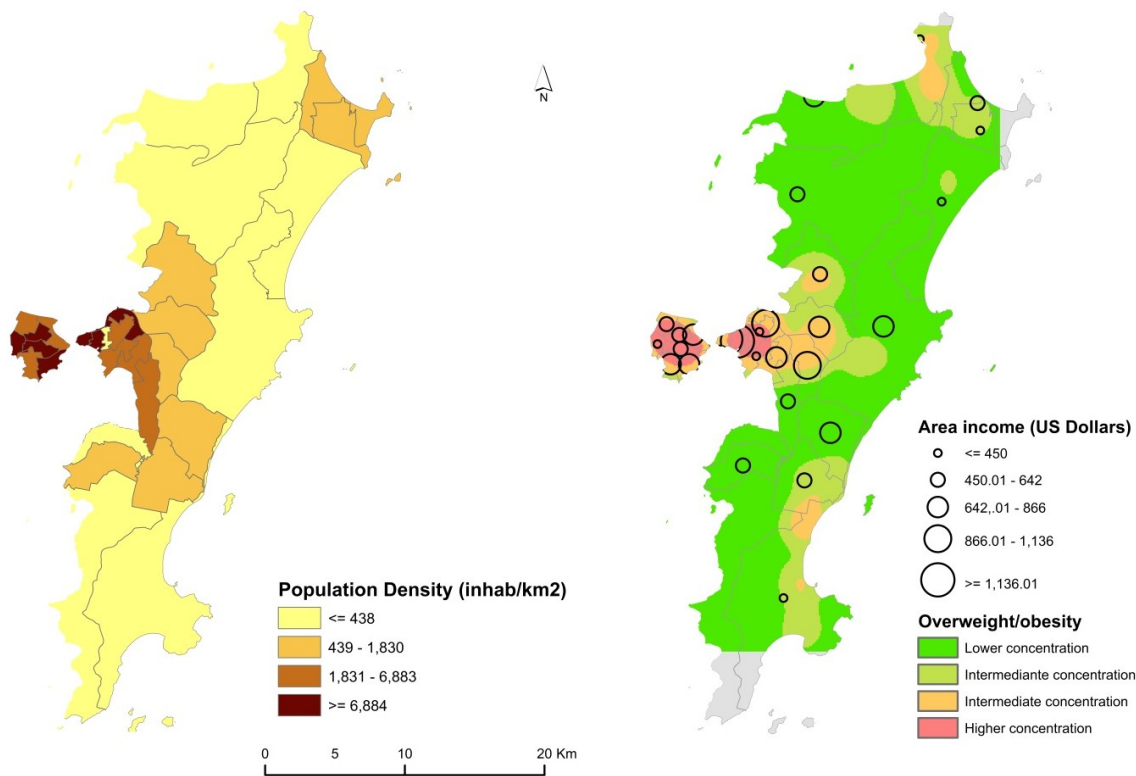 N
Population Density (inhab/km2)
<= 438
439 - 1,830
1,831 - 6,883
>= 6,884
0 5 10 20 Km
Area income (US Dollars)
<= 450
450.01 - 642
642,.01 - 866
866.01 - 1,136
>= 1,136.01
Overweight/obesity
Lower concentration
Intermediante concentration
Intermediate concentration
Higher concentration